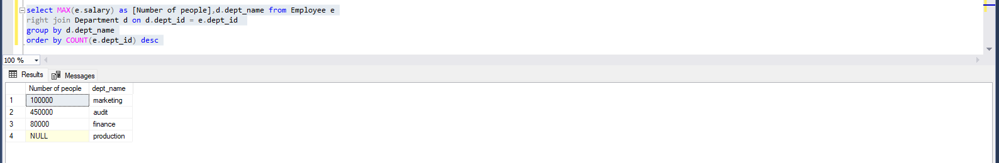 select MAX(e.salary) as [Number of people],d.dept_name from Employee e
right join Department d on d.dept_id = e.dept_id
group by d.dept_name
order by COUNT(e.dept_id) desc
100 %
Results Messages
Number of people dept_name
1 100000 marketing
2 450000 audit
3 80000 finance
4 NULL production